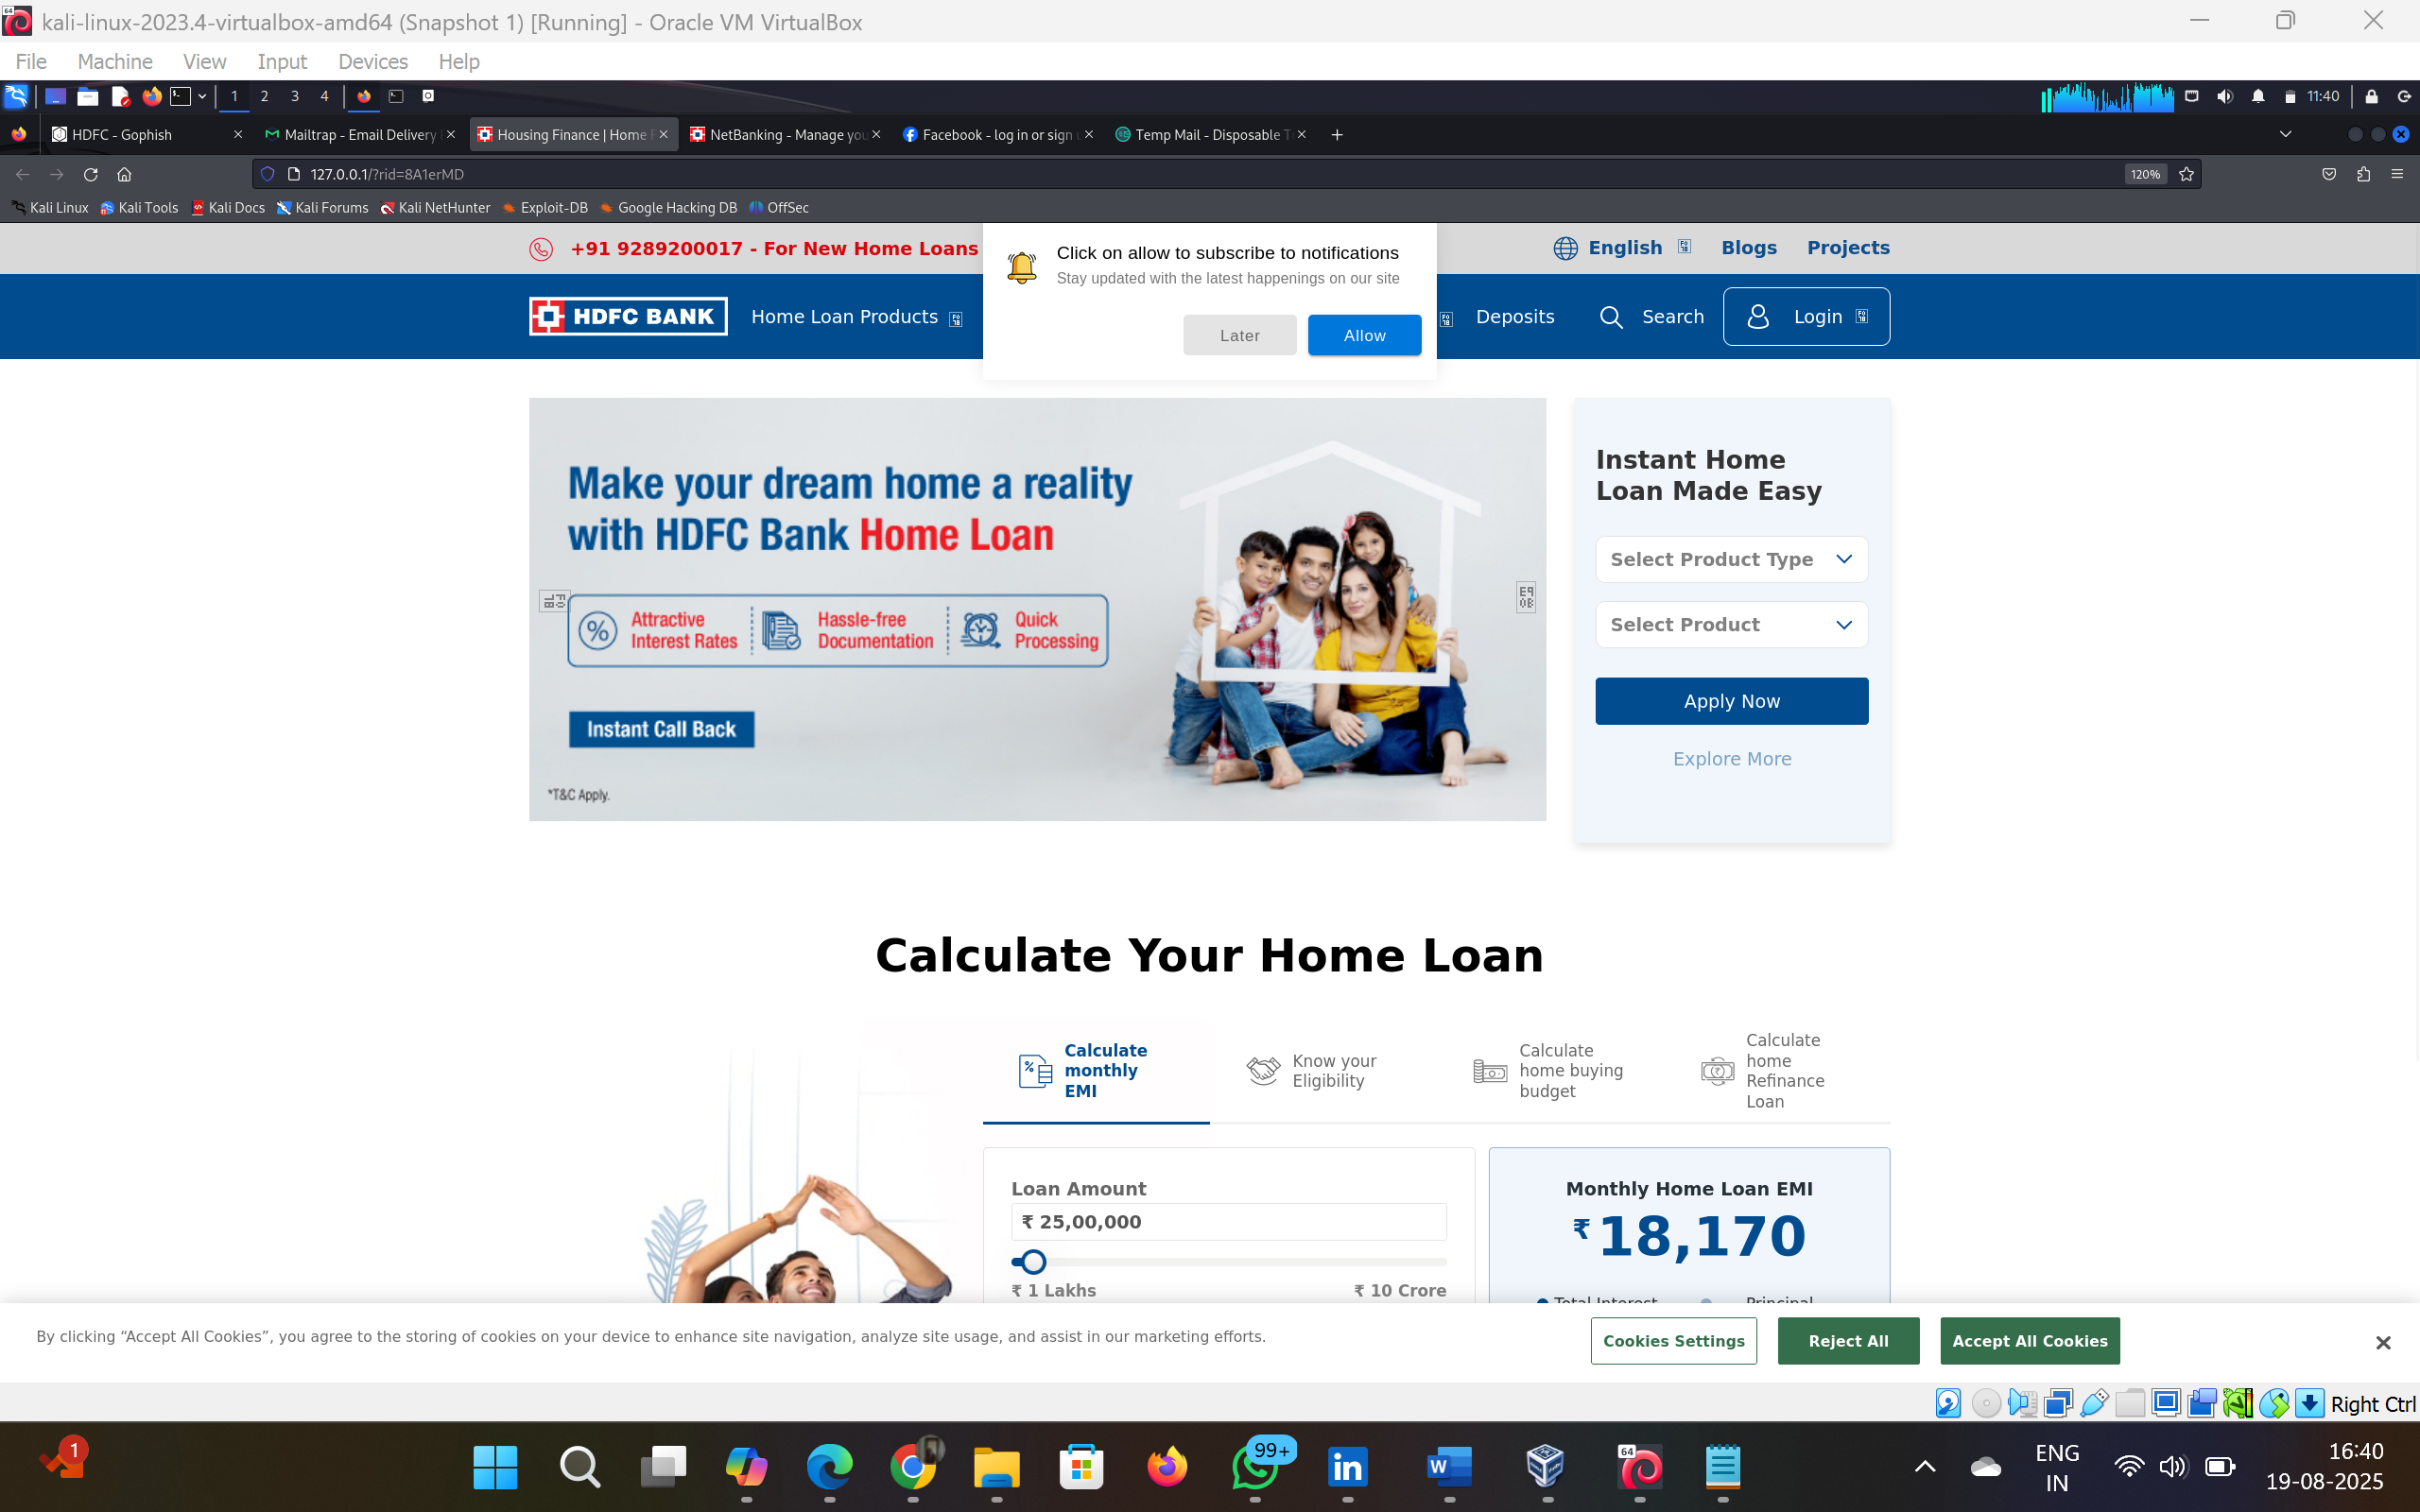 kali-linux-2023.4-virtualbox-amd64 (Snapshot 1) [Running] - Oracle VM VirtualBox
File Machine View Input Devices Help
1 2 3 4
11:40
HDFC - Gophish
Mailtrap - Email Delivery
Housing Finance | Home F
NetBanking - Manage you
Facebook - log in or sign
Temp Mail - Disposable T
127.0.0.1/?rid=8A1erMD
120%
Kali Linux Kali Tools Kali Docs Kali Forums Kali NetHunter Exploit-DB Google Hacking DB OffSec
+91 9289200017 - For New Home Loans
English Blogs Projects
Click on allow to subscribe to notifications
Stay updated with the latest happenings on our site
Later Allow
HDFC BANK
Home Loan Products
Deposits
Search
Login
Make your dream home a reality
with HDFC Bank Home Loan
Attractive
Interest Rates
Hassle-free
Documentation
Quick
Processing
Instant Call Back
*T&C Apply.
Instant Home
Loan Made Easy
Select Product Type
Select Product
Apply Now
Explore More
Calculate Your Home Loan
Calculate
monthly
EMI
Know your
Eligibility
Calculate
home buying
budget
Calculate
home
Refinance
Loan
Loan Amount
₹ 25,00,000
₹ 1 Lakhs ₹ 10 Crore
Monthly Home Loan EMI
₹18,170
Total Interest Principal
By clicking “Accept All Cookies”, you agree to the storing of cookies on your device to enhance site navigation, analyze site usage, and assist in our marketing efforts.
Cookies Settings Reject All Accept All Cookies
Right Ctrl
1
99+
ENG
IN
16:40
19-08-2025